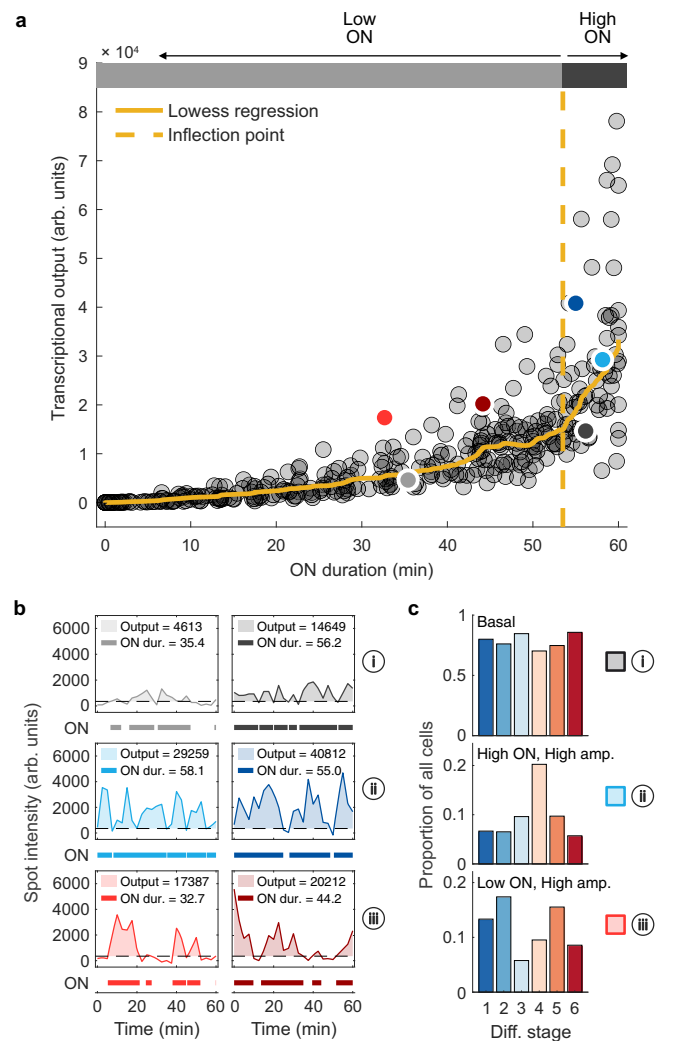 a
Low ON
High ON
× 10⁴
9
8
7
6
5
4
3
2
1
0
Transcriptional output (arb. units)
Lowess regression
Inflection point
0 10 20 30 40 50 60
ON duration (min)
b
6000
4000
2000
0
Output = 4613
ON dur. = 35.4
Output = 14649
ON dur. = 56.2
i
ON
6000
4000
2000
0
Output = 29259
ON dur. = 58.1
Output = 40812
ON dur. = 55.0
ii
ON
6000
4000
2000
0
Output = 17387
ON dur. = 32.7
Output = 20212
ON dur. = 44.2
iii
ON
Spot intensity (arb. units)
0 20 40 60 0 20 40 60
Time (min) Time (min)
c
1
0.5
0
Basal
i
0.2
0.1
0
High ON, High amp.
ii
0.2
0.1
0
Low ON, High amp.
iii
Proportion of all cells
1 2 3 4 5 6
Diff. stage